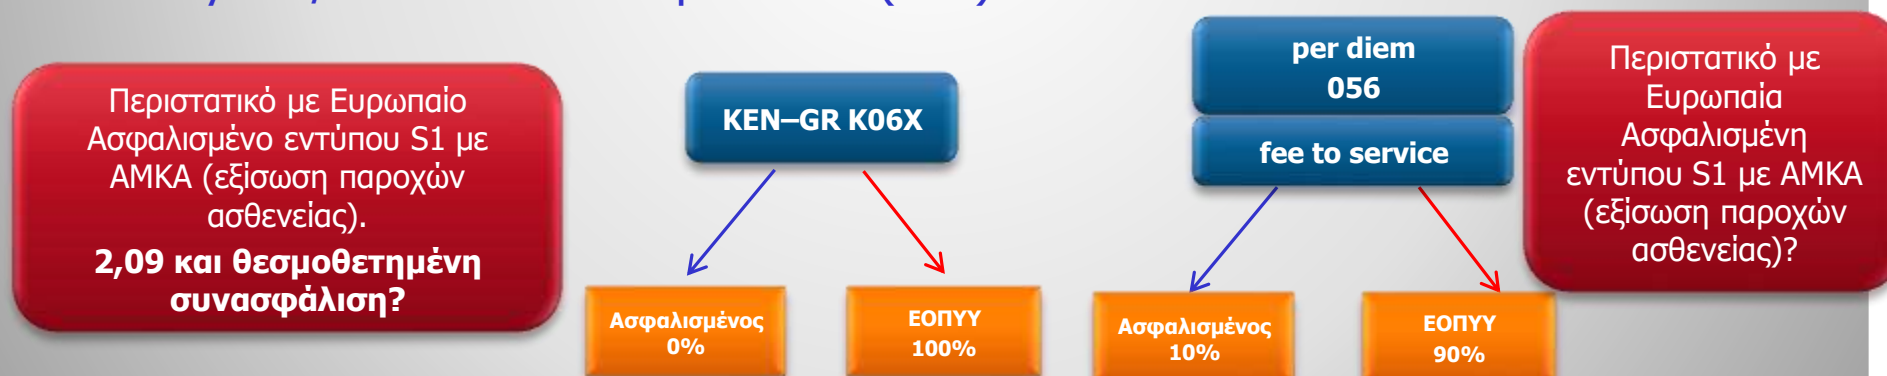 Περιστατικό με Ευρωπαίο
Ασφαλισμένο εντύπου S1 με
ΑΜΚΑ (εξίσωση παροχών
ασθενείας).
2,09 και θεσμοθετημένη
συνασφάλιση?
ΚΕΝ–GR Κ06Χ
Ασφαλισμένος
0%
ΕΟΠΥΥ
100%
per diem
056
fee to service
Ασφαλισμένος
10%
ΕΟΠΥΥ
90%
Περιστατικό με
Ευρωπαία
Ασφαλισμένη
εντύπου S1 με ΑΜΚΑ
(εξίσωση παροχών
ασθενείας)?